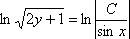 ln √(2y + 1) = ln |C / sin x|